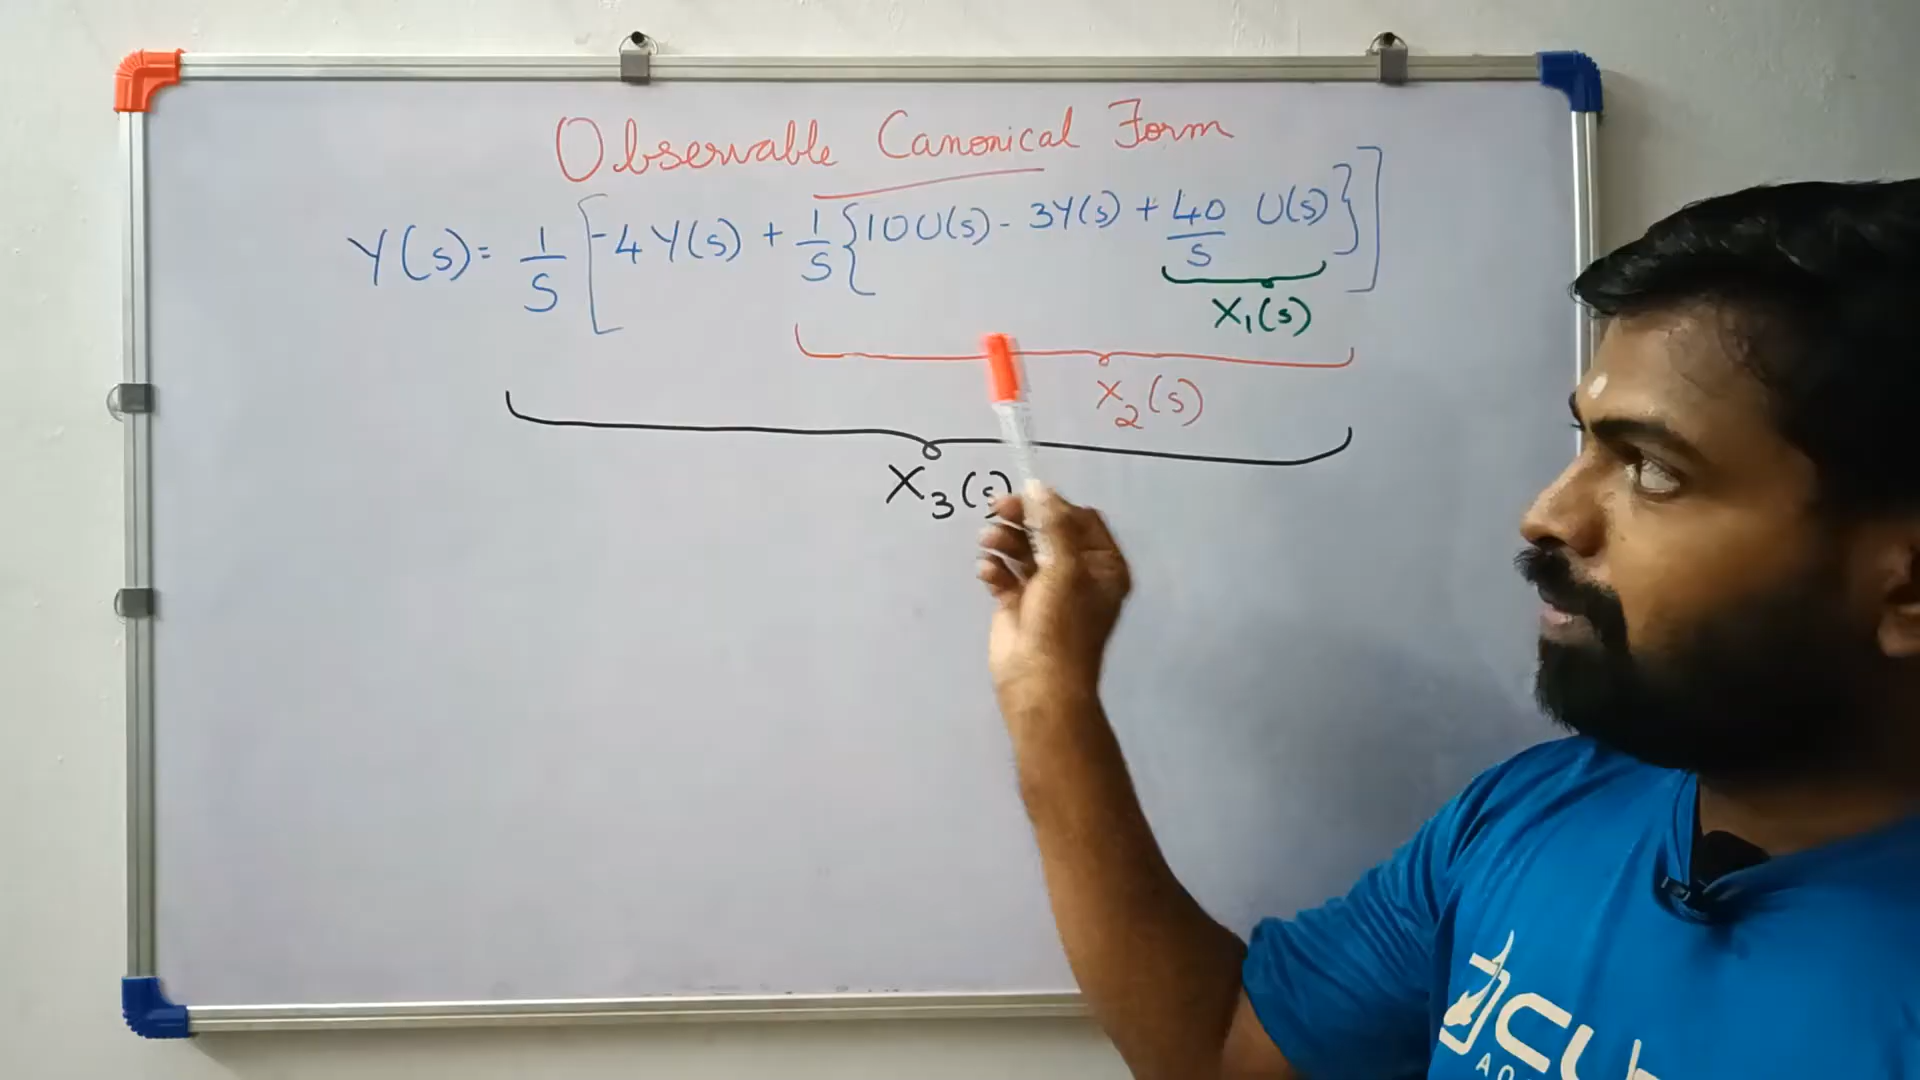 Observable Canonical Form
Y(s) = 1/S [-4Y(s) + 1/S {10U(s) - 3Y(s) + 40/S U(s)}]
X₁(s)
X₂(s)
X₃(s)